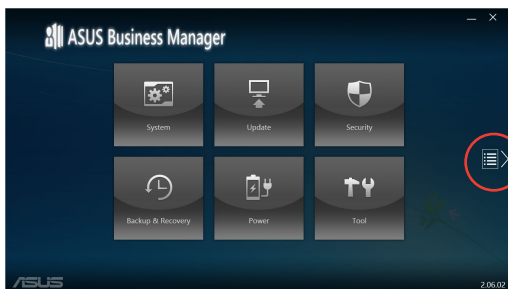 ASUS Business Manager
System
Update
Security
Backup & Recovery
Power
Tool
ASUS
2.06.02